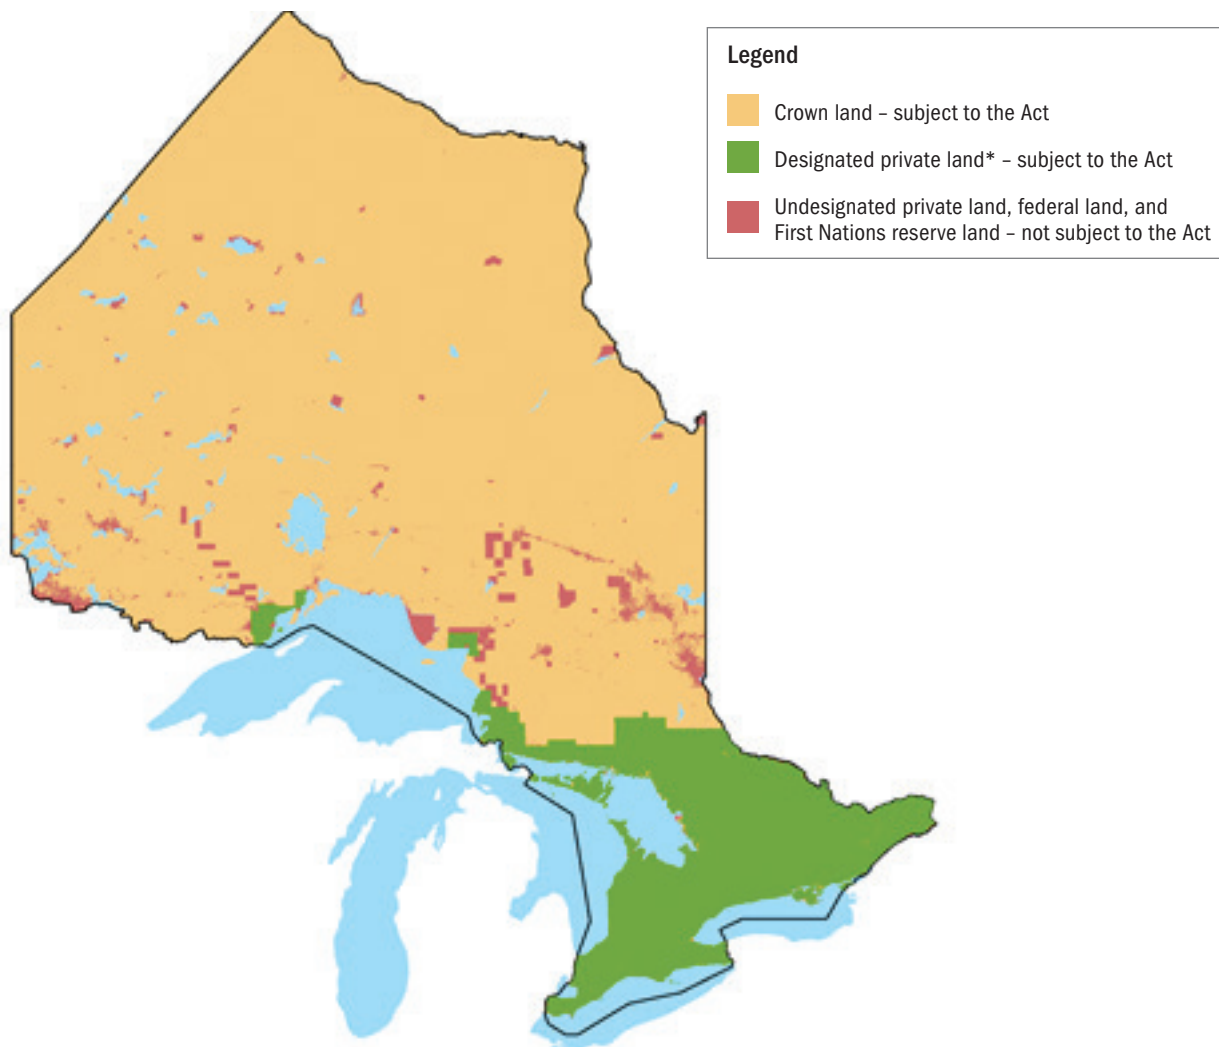 Legend
Crown land – subject to the Act
Designated private land* – subject to the Act
Undesignated private land, federal land, and
First Nations reserve land – not subject to the Act